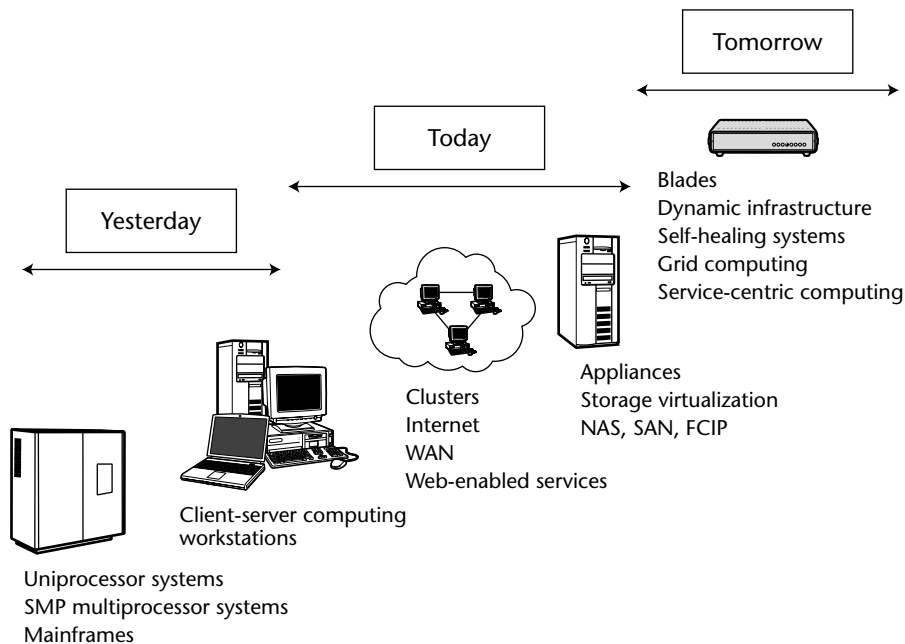 Tomorrow
Today
Yesterday
Blades
Dynamic infrastructure
Self-healing systems
Grid computing
Service-centric computing
Appliances
Storage virtualization
NAS, SAN, FCIP
Clusters
Internet
WAN
Web-enabled services
Client-server computing
workstations
Uniprocessor systems
SMP multiprocessor systems
Mainframes